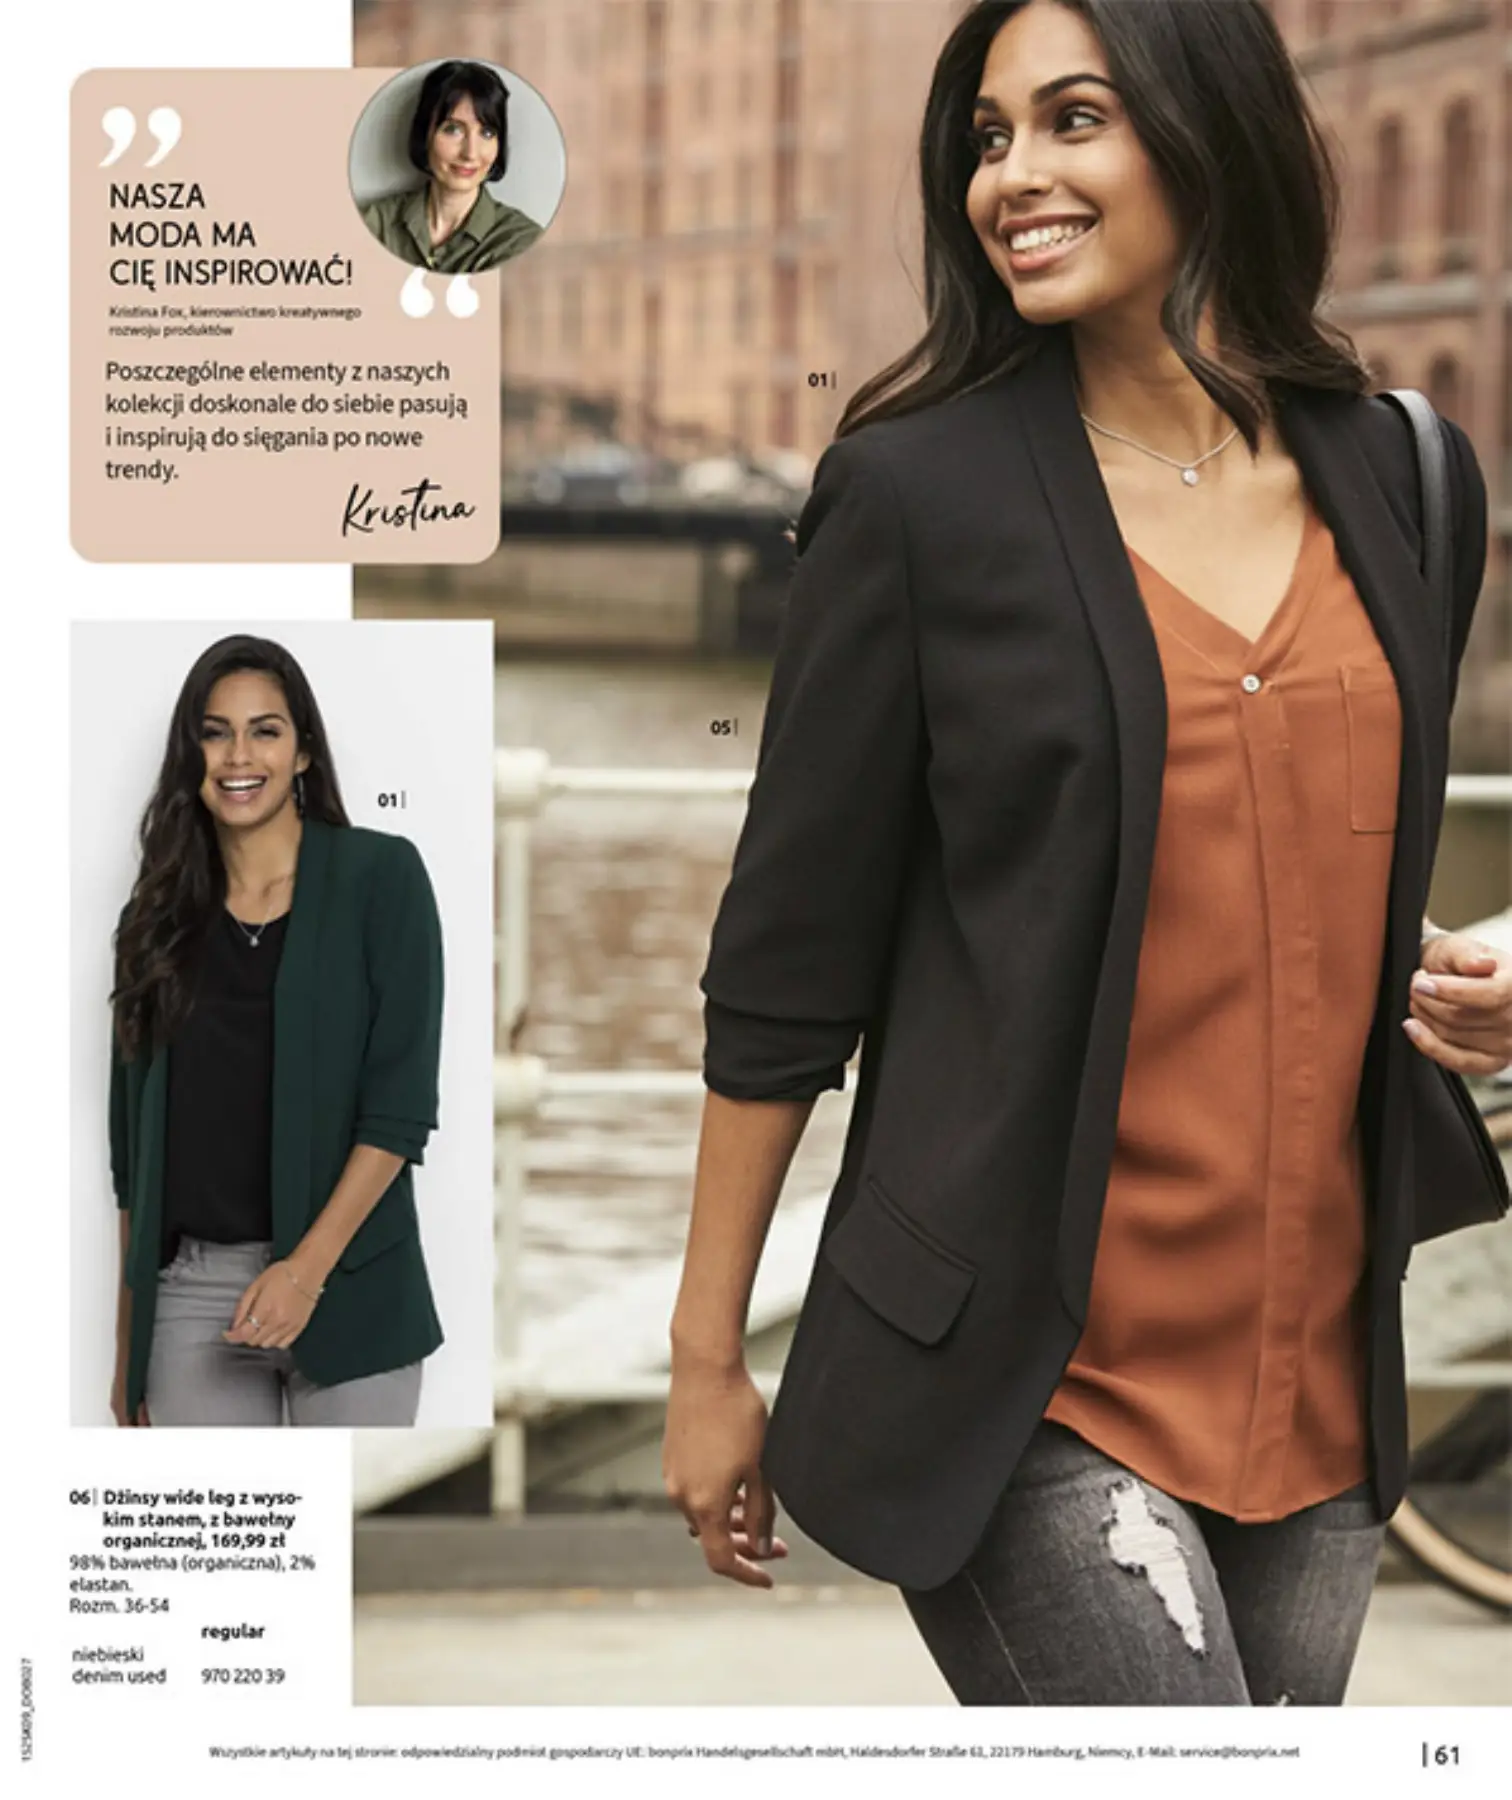 NASZA
MODA MA
CIĘ INSPIROWAĆ!
Kristina Fox, kierownictwo kreatywnego
rozwoju produktów
Poszczególne elementy z naszych
kolekcji doskonale do siebie pasują
i inspirują do sięgania po nowe
trendy.
Kristina
01|
05|
01|
06| Dżinsy wide leg z wyso-
kim stanem, z bawełny
organicznej, 169,99 zł
98% bawełna (organiczna), 2%
elastan.
Rozm. 36-54
regular
niebieski
denim used 970 220 39
Wszystkie artykuły na tej stronie: odpowiedzialny podmiot gospodarczy UE: bonprix Handelsgesellschaft mbH, Haldesdorfer Straße 61, 22179 Hamburg, Niemcy, E-Mail: service@bonprix.net
|61